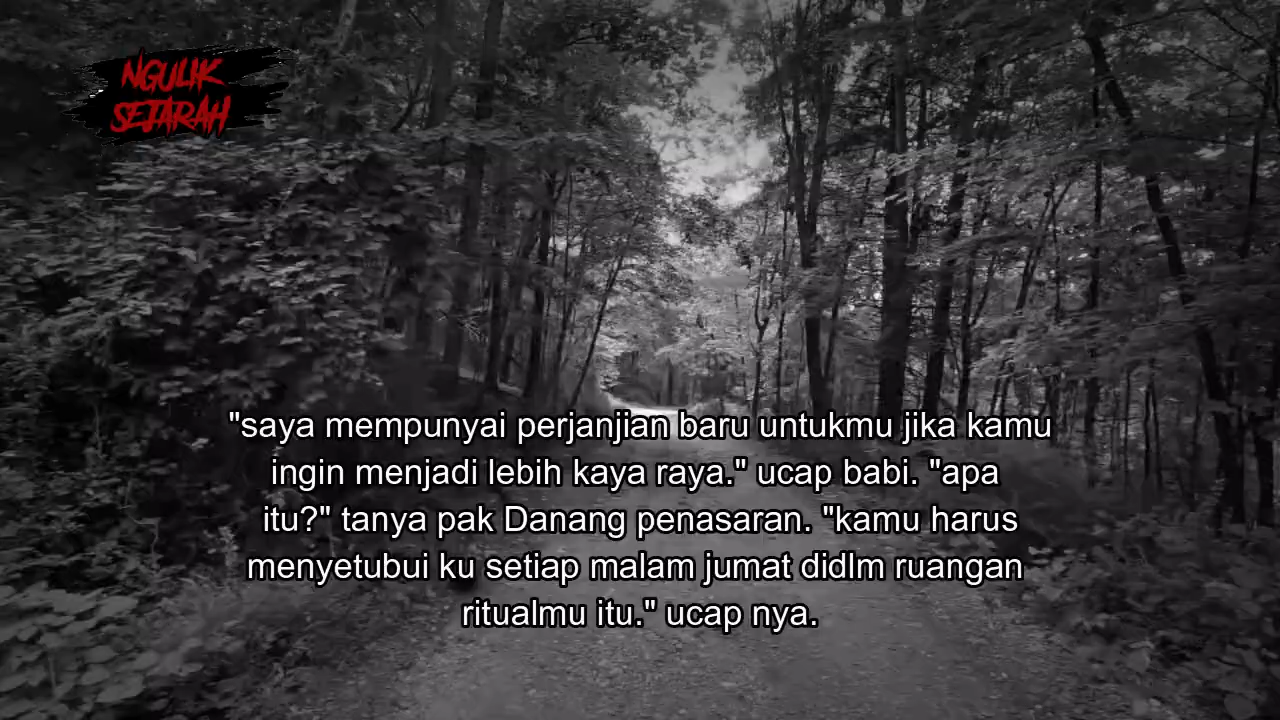 NGULIK
SEJARAH
"saya mempunyai perjanjian baru untukmu jika kamu
ingin menjadi lebih kaya raya." ucap babi. "apa
itu?" tanya pak Danang penasaran. "kamu harus
menyetubui ku setiap malam jumat didlm ruangan
ritualmu itu." ucap nya.